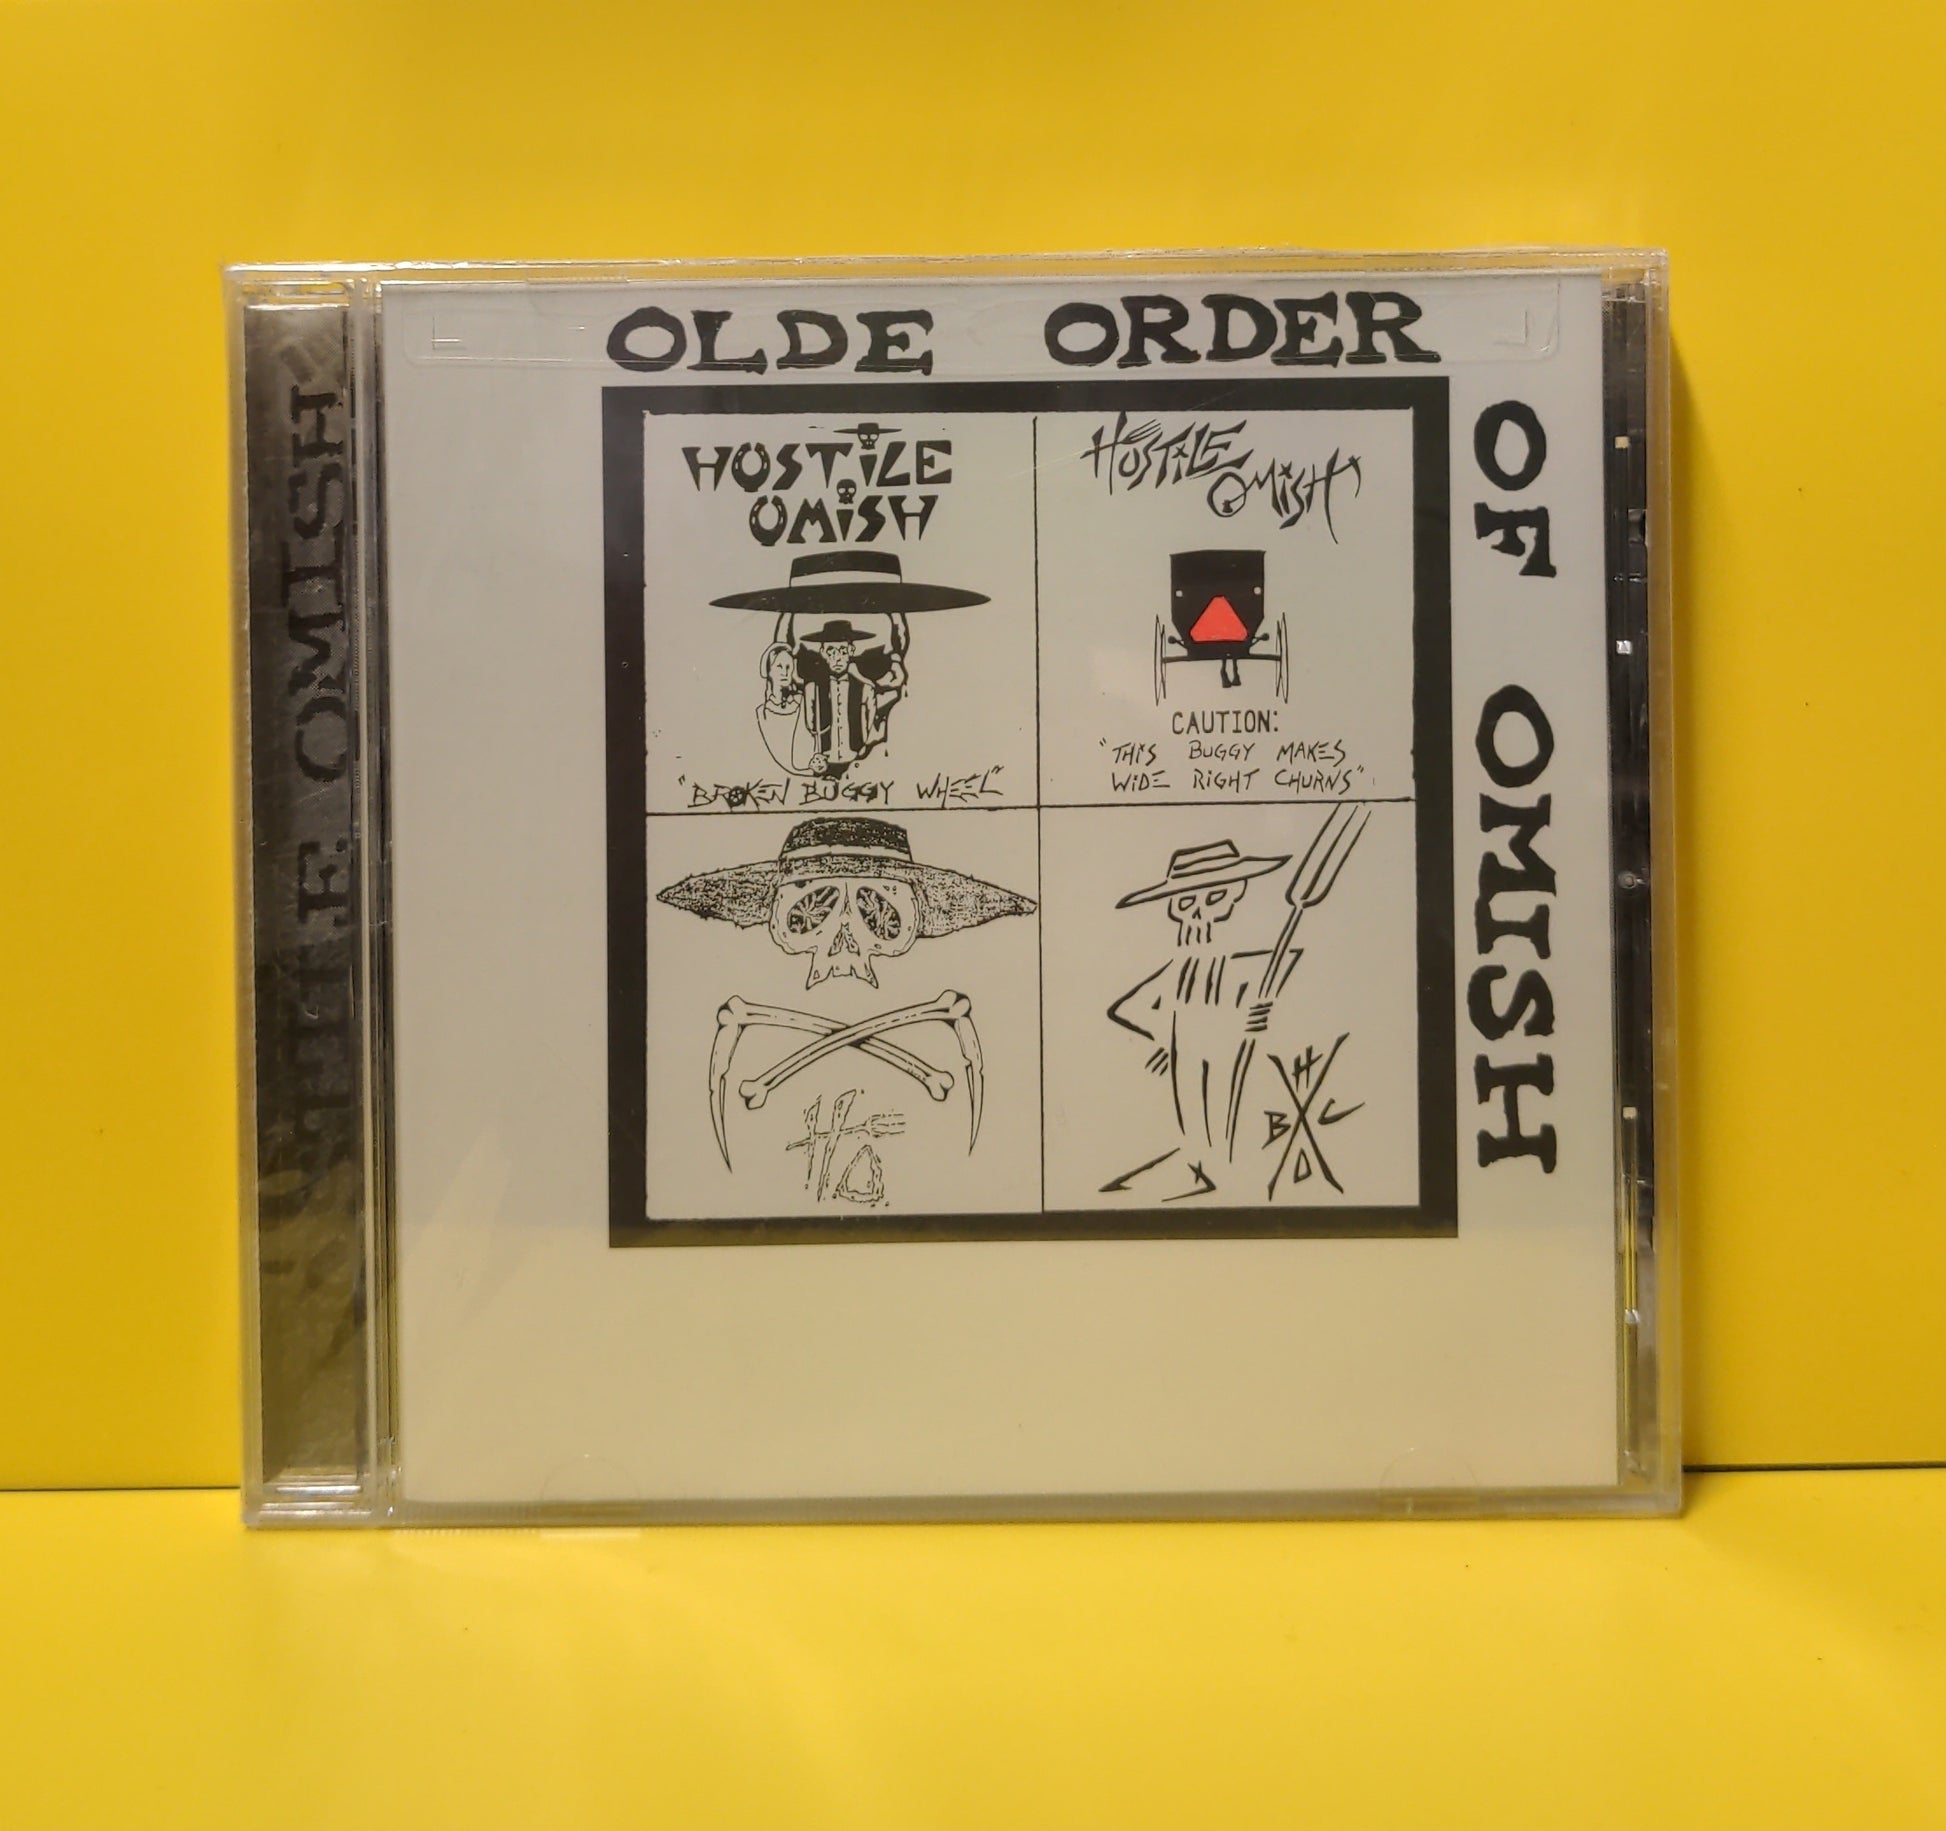 OLDE ORDER
OF OMISH
HOSTILE
OMISH
"BROKEN BUGGY WHEEL"
HOSTILE
OMISH
CAUTION:
"THIS BUGGY MAKES
WIDE RIGHT CHURNS"
HO
H
B C
O
HOSTILE OMISH